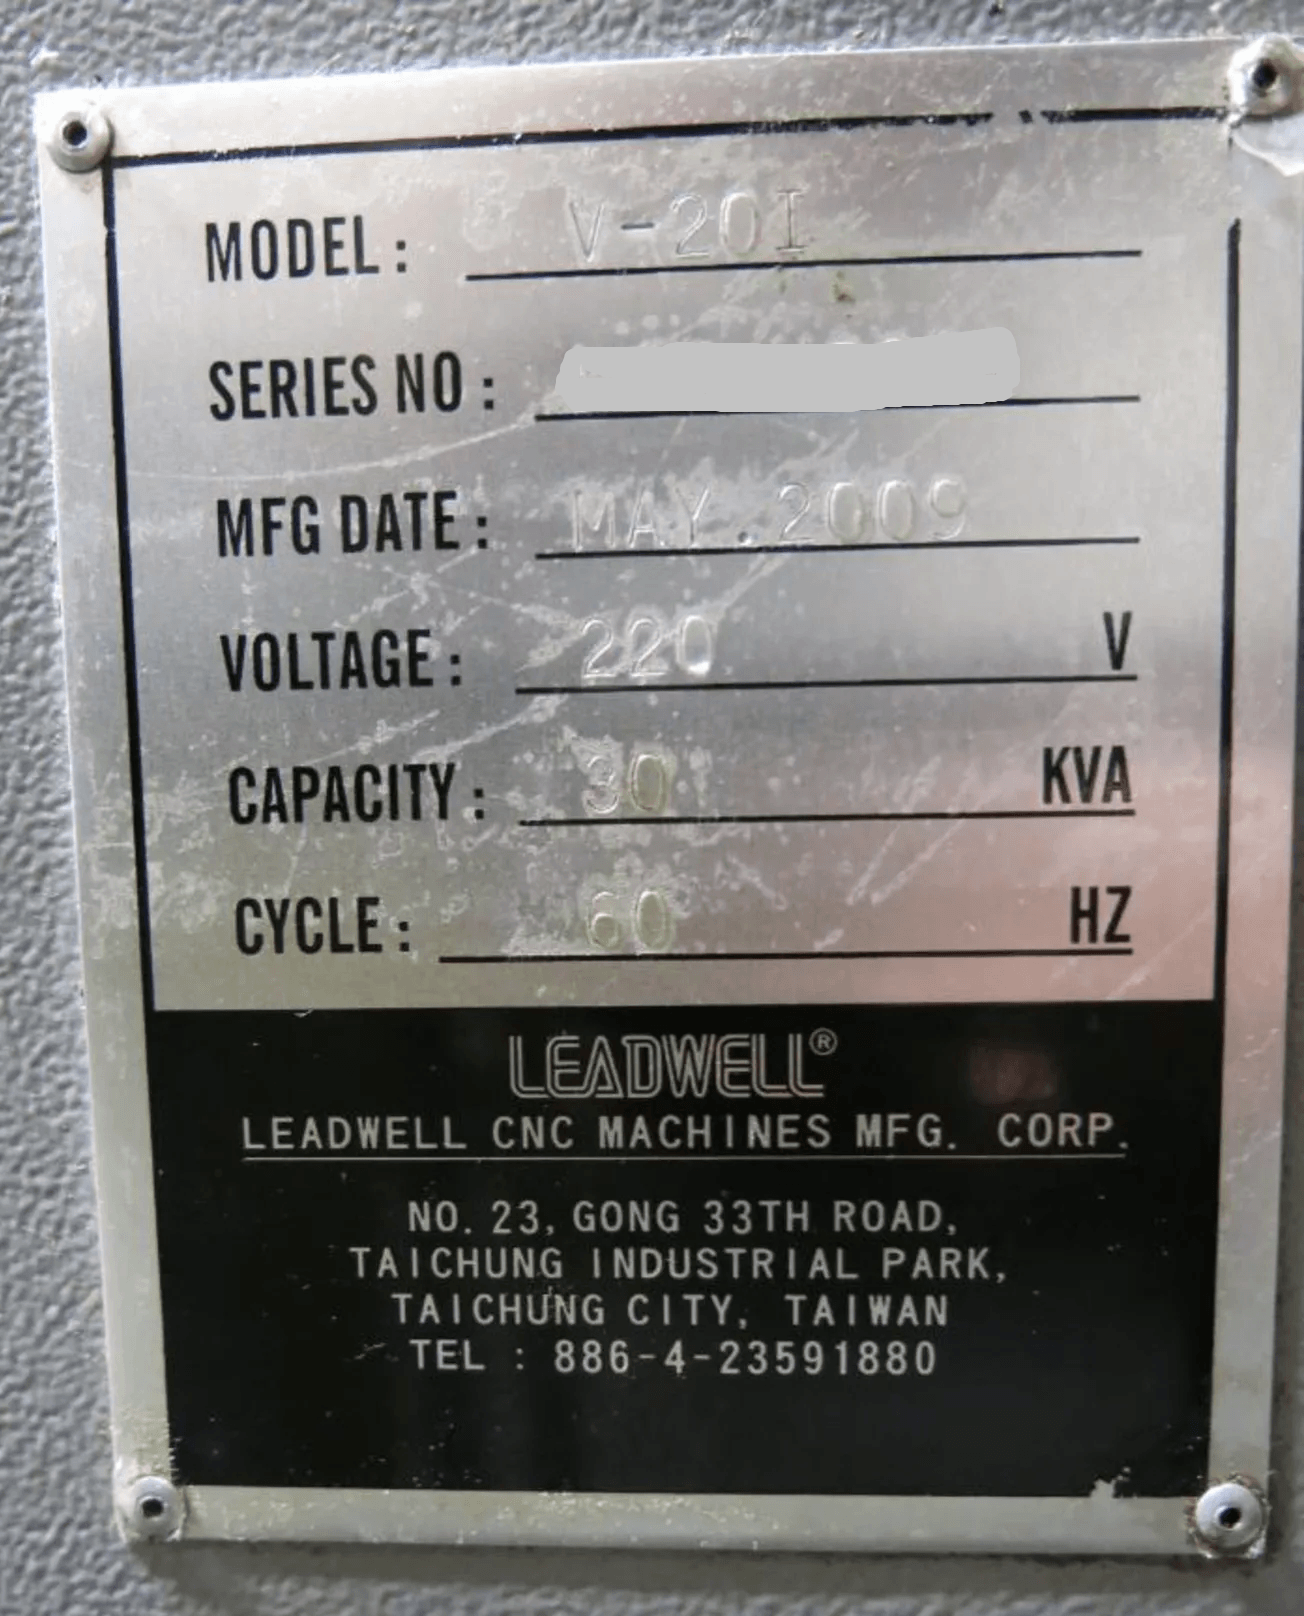 MODEL: V-20I
SERIES NO:
MFG DATE: MAY.2009
VOLTAGE: 220 V
CAPACITY: 30 KVA
CYCLE: 60 HZ
LEADWELL®
LEADWELL CNC MACHINES MFG. CORP.
NO. 23, GONG 33TH ROAD,
TAICHUNG INDUSTRIAL PARK,
TAICHUNG CITY, TAIWAN
TEL : 886-4-23591880